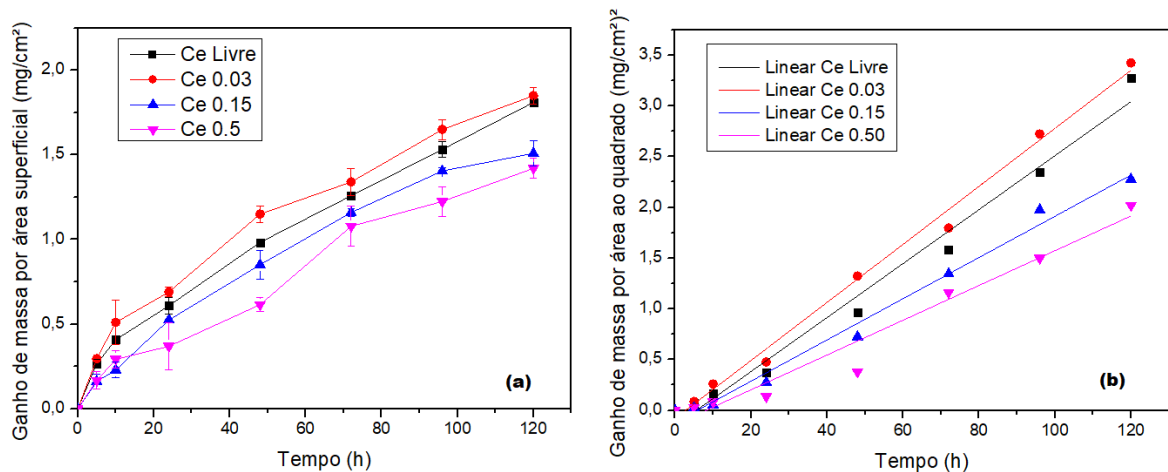 Ganho de massa por área superficial (mg/cm²)
2,0
1,5
1,0
0,5
0,0
Ce Livre
Ce 0.03
Ce 0.15
Ce 0.5
(a)
0
20
40
60
80
100
120
Tempo (h)
Ganho de massa por área ao quadrado (mg/cm²)²
3,5
3,0
2,5
2,0
1,5
1,0
0,5
0,0
Linear Ce Livre
Linear Ce 0.03
Linear Ce 0.15
Linear Ce 0.50
(b)
0
20
40
60
80
100
120
Tempo (h)